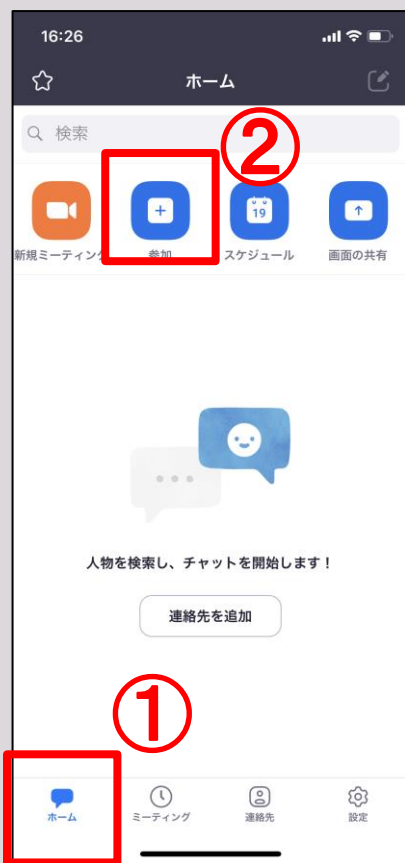 16:26
ホーム
検索
②
19
新規ミーティング
参加
スケジュール
画面の共有
人物を検索し、チャットを開始します！
連絡先を追加
①
ホーム
ミーティング
連絡先
設定